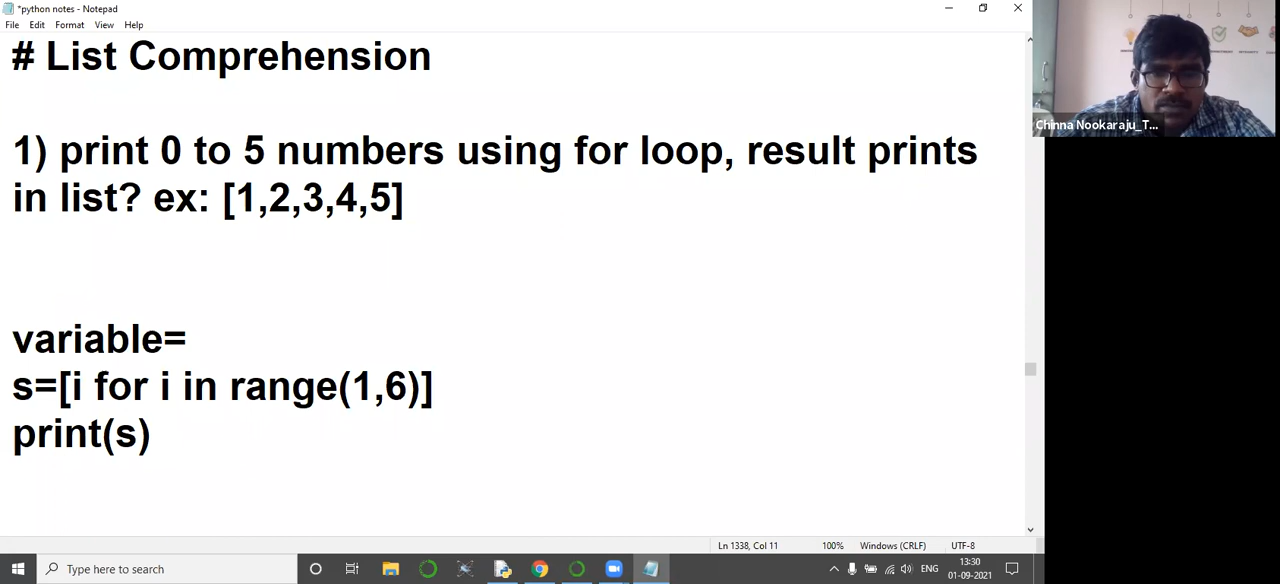 *python notes - Notepad
File Edit Format View Help
# List Comprehension
1) print 0 to 5 numbers using for loop, result prints
in list? ex: [1,2,3,4,5]
variable=
s=[i for i in range(1,6)]
print(s)
Chinna Nookaraju_T...
Ln 1338, Col 11 100% Windows (CRLF) UTF-8
Type here to search
ENG
13:30
01-09-2021